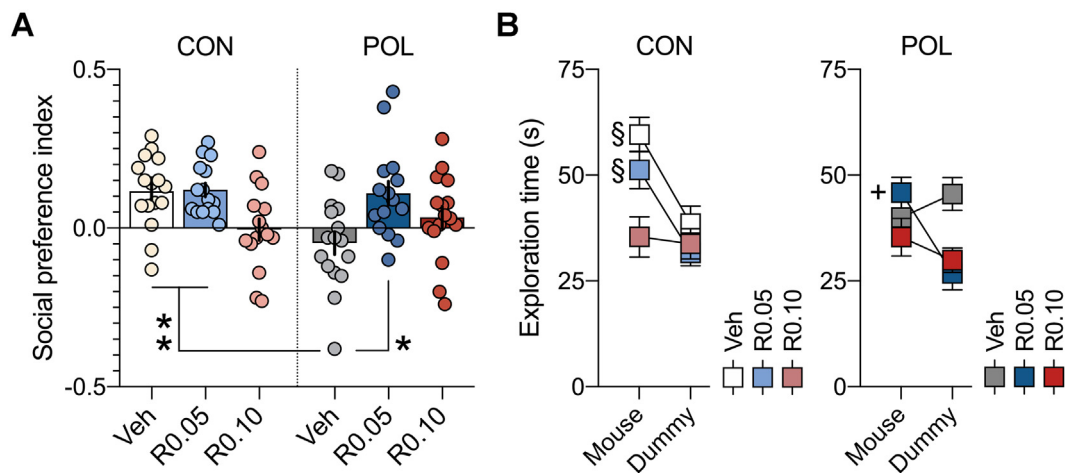 A
CON
POL
Social preference index
0.5
0.0
-0.5
*
*
*
Veh
R0.05
R0.10
Veh
R0.05
R0.10
B
CON
Exploration time (s)
75
50
25
0
§
§
Mouse
Dummy
Veh
R0.05
R0.10
POL
75
50
25
0
+
Mouse
Dummy
Veh
R0.05
R0.10